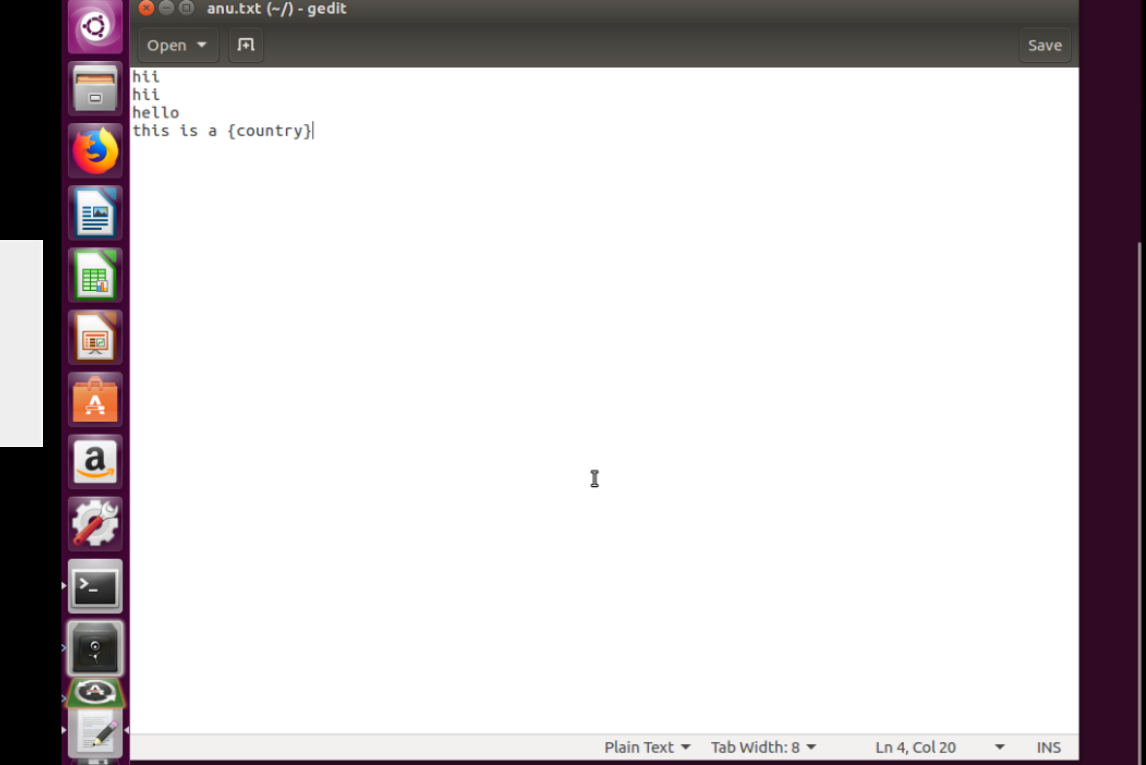 anu.txt (~/) - gedit
Open
Save
hii
hii
hello
this is a {country}
Plain Text
Tab Width: 8
Ln 4, Col 20
INS